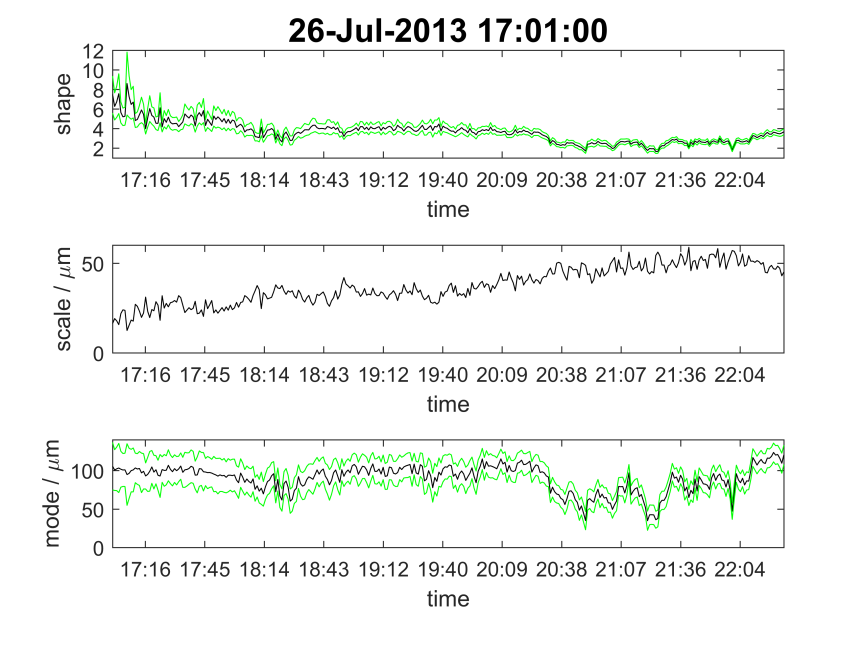 26-Jul-2013 17:01:00
12
10
8
6
4
2
shape
17:16 17:45 18:14 18:43 19:12 19:40 20:09 20:38 21:07 21:36 22:04
time
50
0
scale / μm
17:16 17:45 18:14 18:43 19:12 19:40 20:09 20:38 21:07 21:36 22:04
time
100
50
0
mode / μm
17:16 17:45 18:14 18:43 19:12 19:40 20:09 20:38 21:07 21:36 22:04
time